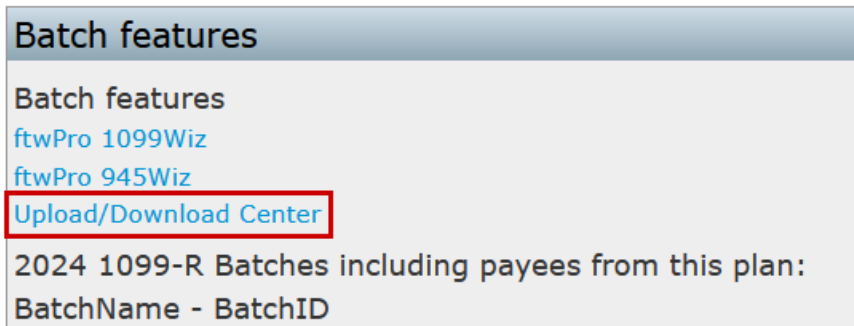 Batch features
Batch features
ftwPro 1099Wiz
ftwPro 945Wiz
Upload/Download Center
2024 1099-R Batches including payees from this plan:
BatchName - BatchID